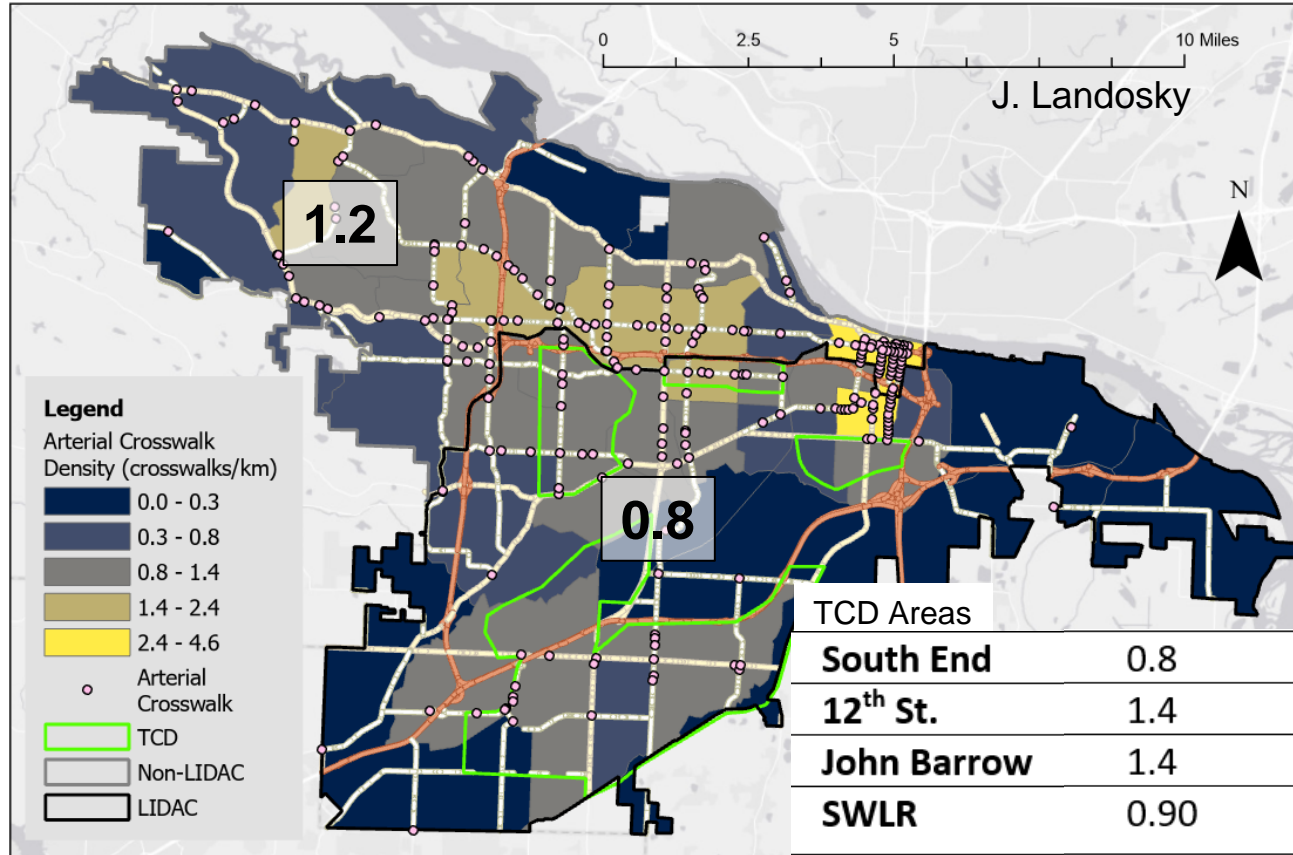 0 2.5 5 10 Miles
J. Landosky
N
1.2
0.8
Legend
Arterial Crosswalk
Density (crosswalks/km)
0.0 - 0.3
0.3 - 0.8
0.8 - 1.4
1.4 - 2.4
2.4 - 4.6
Arterial
Crosswalk
TCD
Non-LIDAC
LIDAC
TCD Areas
South End 0.8
12th St. 1.4
John Barrow 1.4
SWLR 0.90